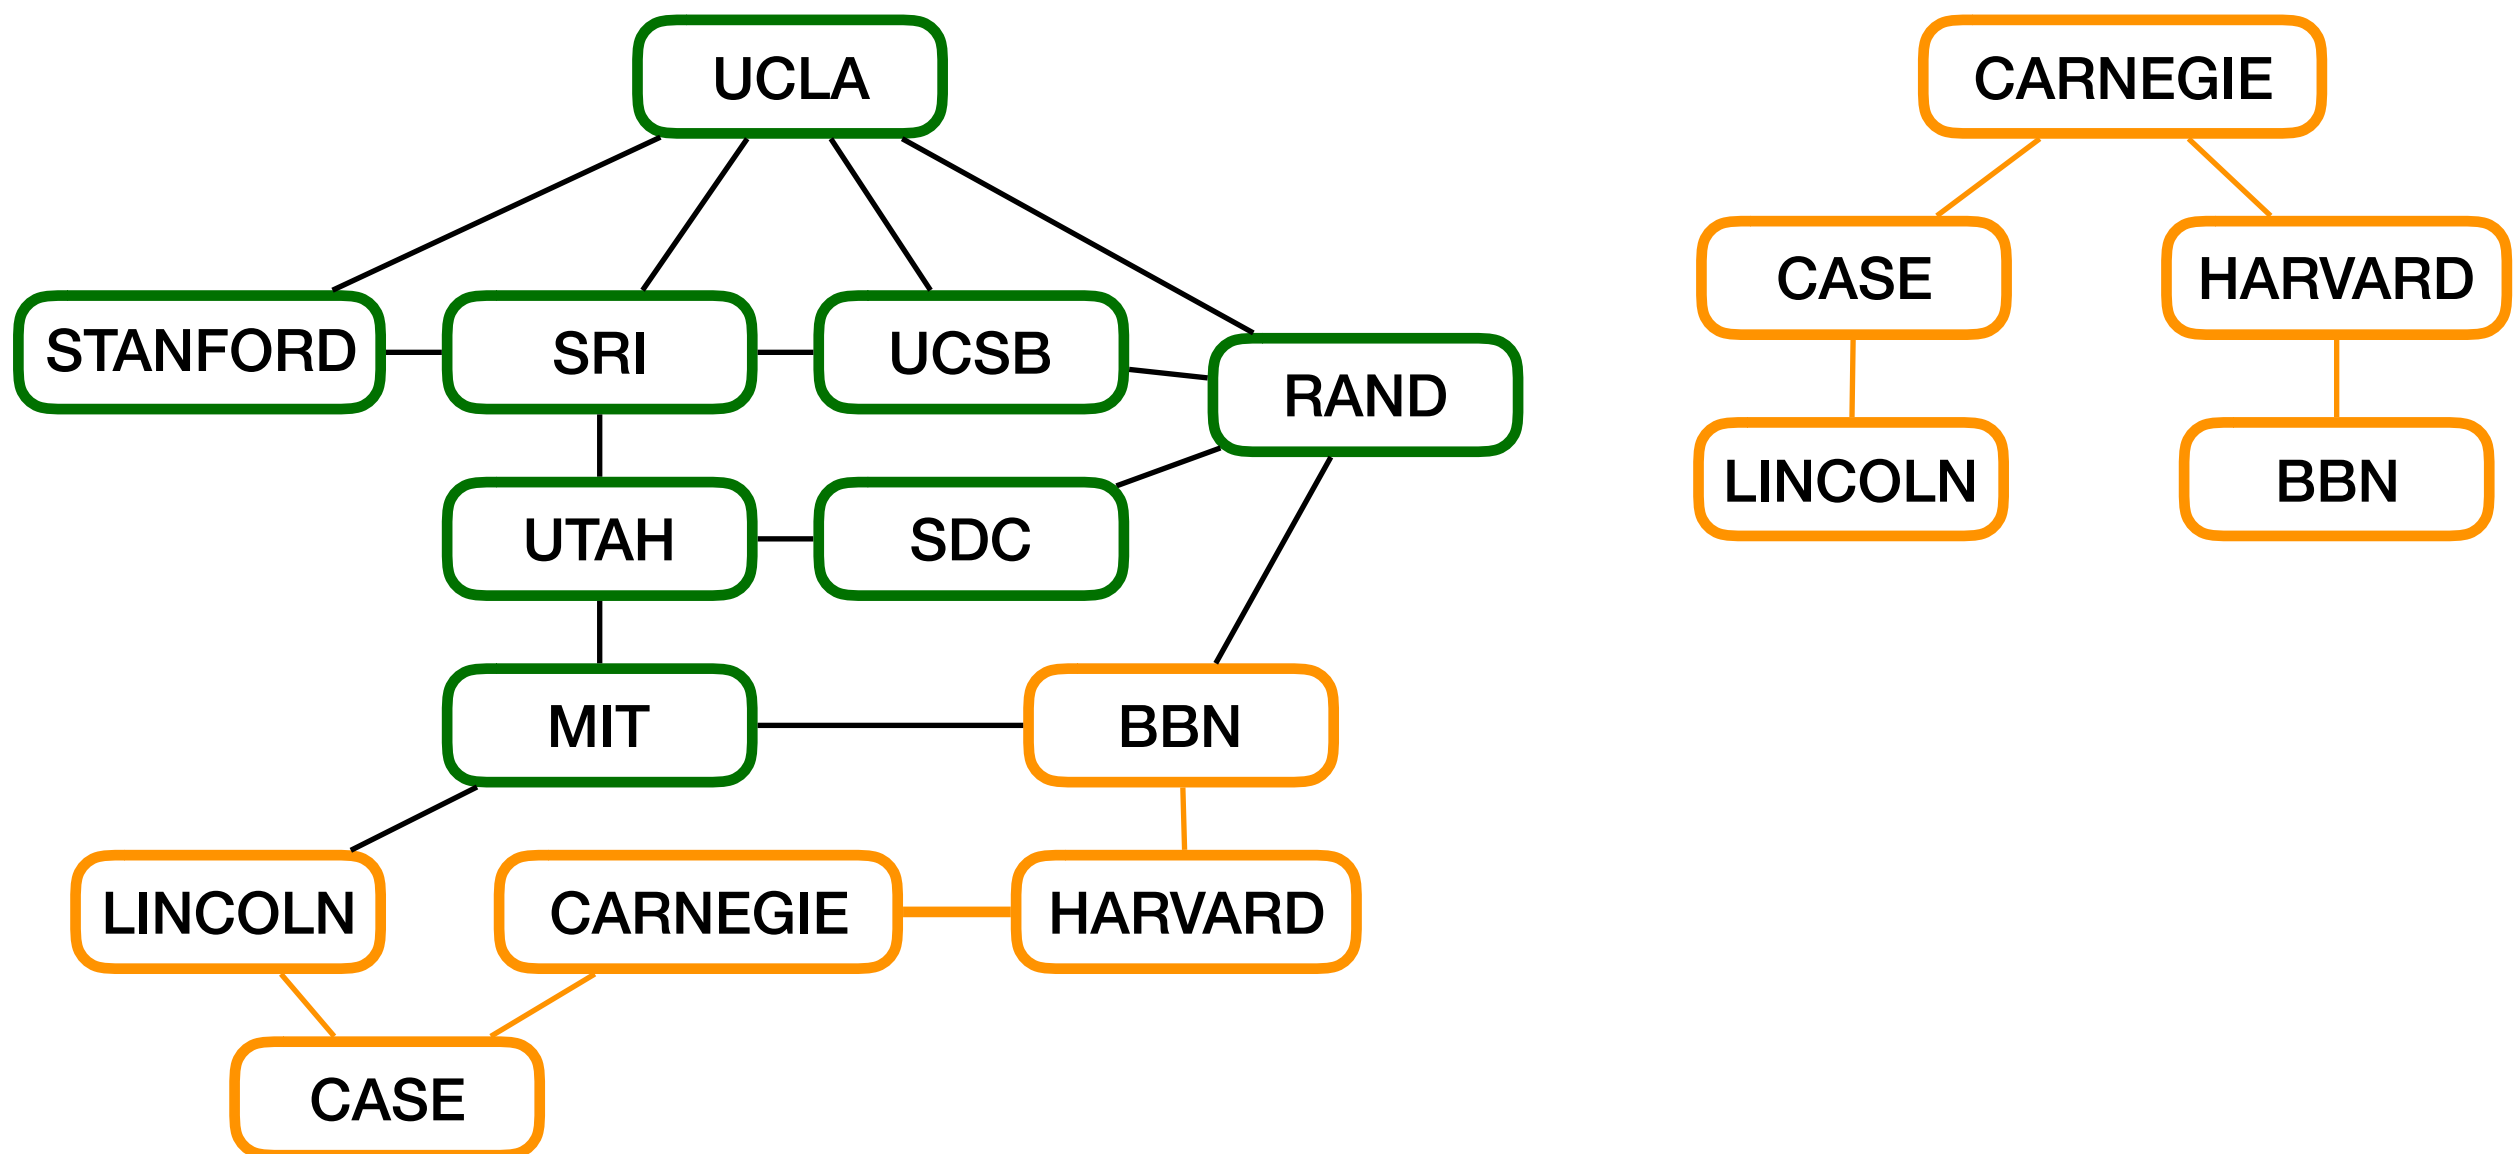 UCLA
CARNEGIE
CASE
HARVARD
STANFORD
SRI
UCSB
RAND
LINCOLN
BBN
UTAH
SDC
MIT
BBN
LINCOLN
CARNEGIE
HARVARD
CASE